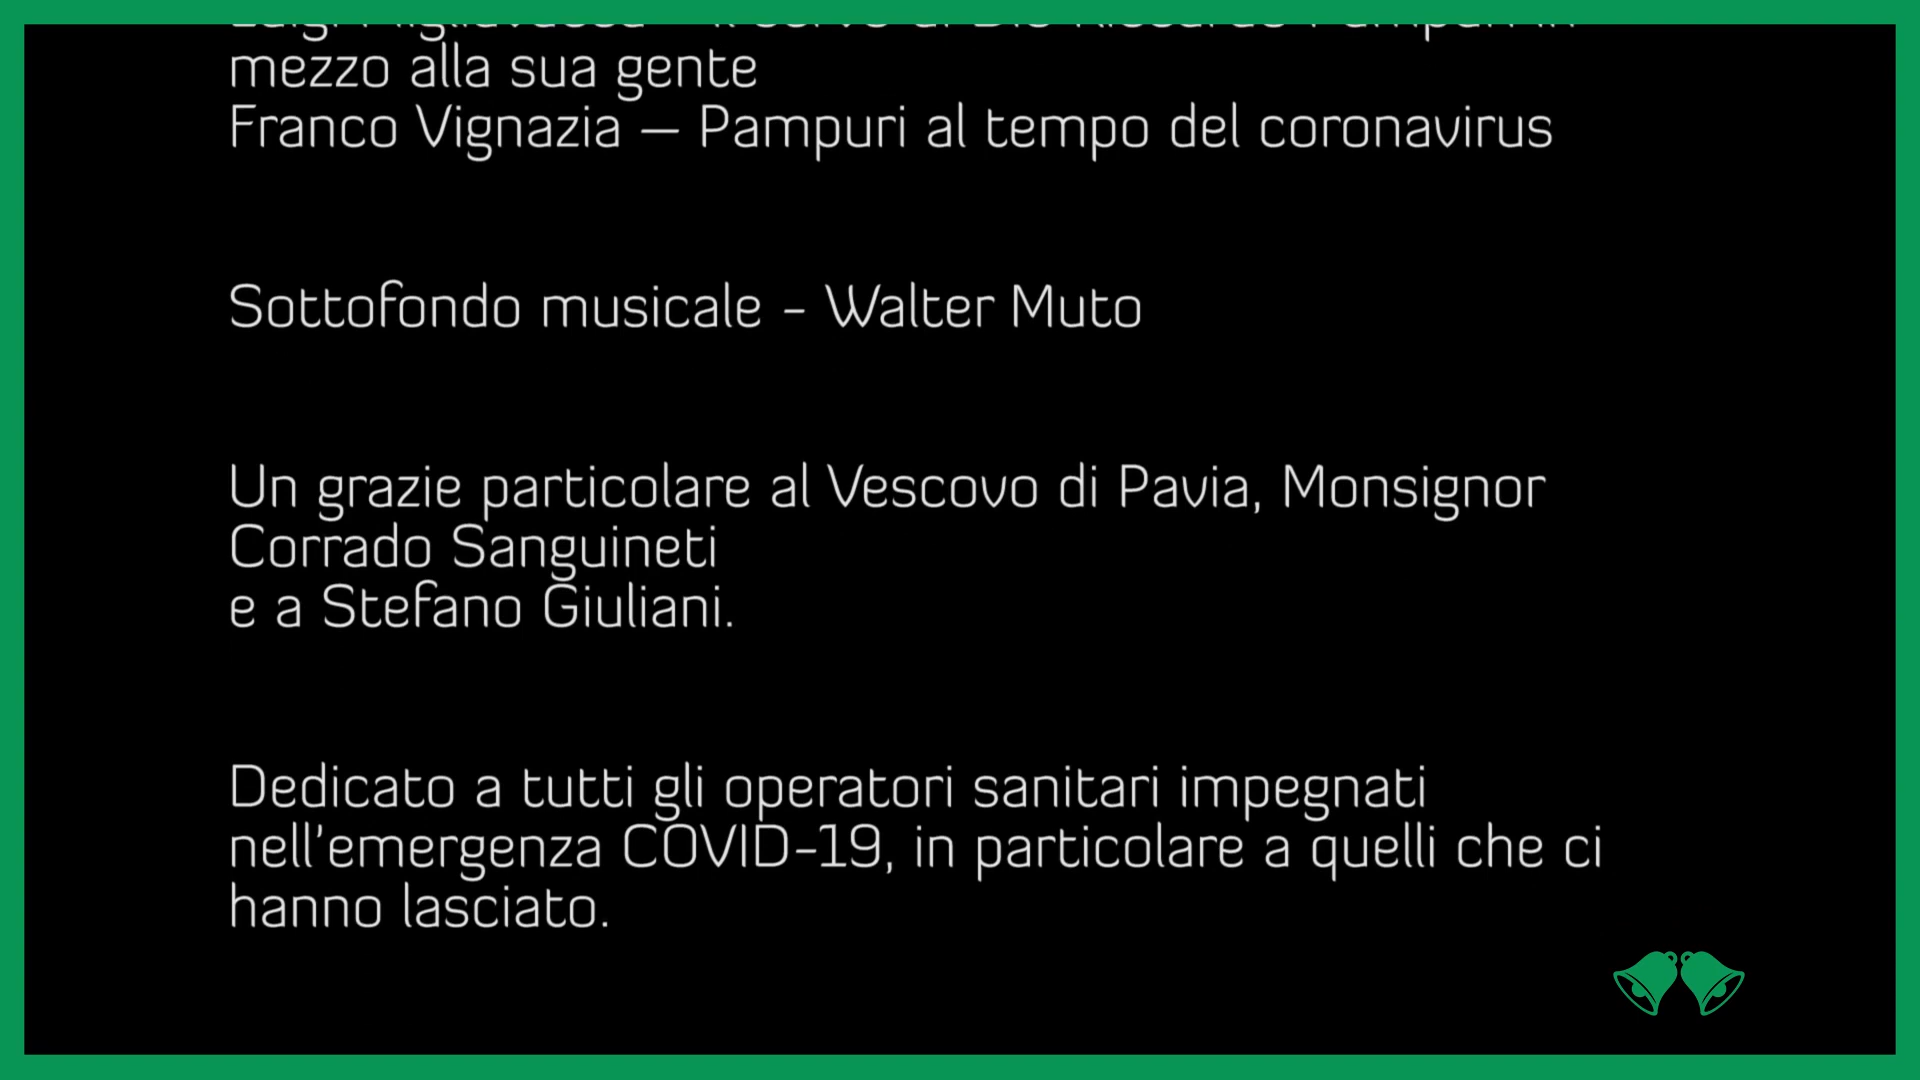 mezzo alla sua gente
Franco Vignazia – Pampuri al tempo del coronavirus
Sottofondo musicale - Walter Muto
Un grazie particolare al Vescovo di Pavia, Monsignor
Corrado Sanguineti
e a Stefano Giuliani.
Dedicato a tutti gli operatori sanitari impegnati
nell'emergenza COVID-19, in particolare a quelli che ci
hanno lasciato.